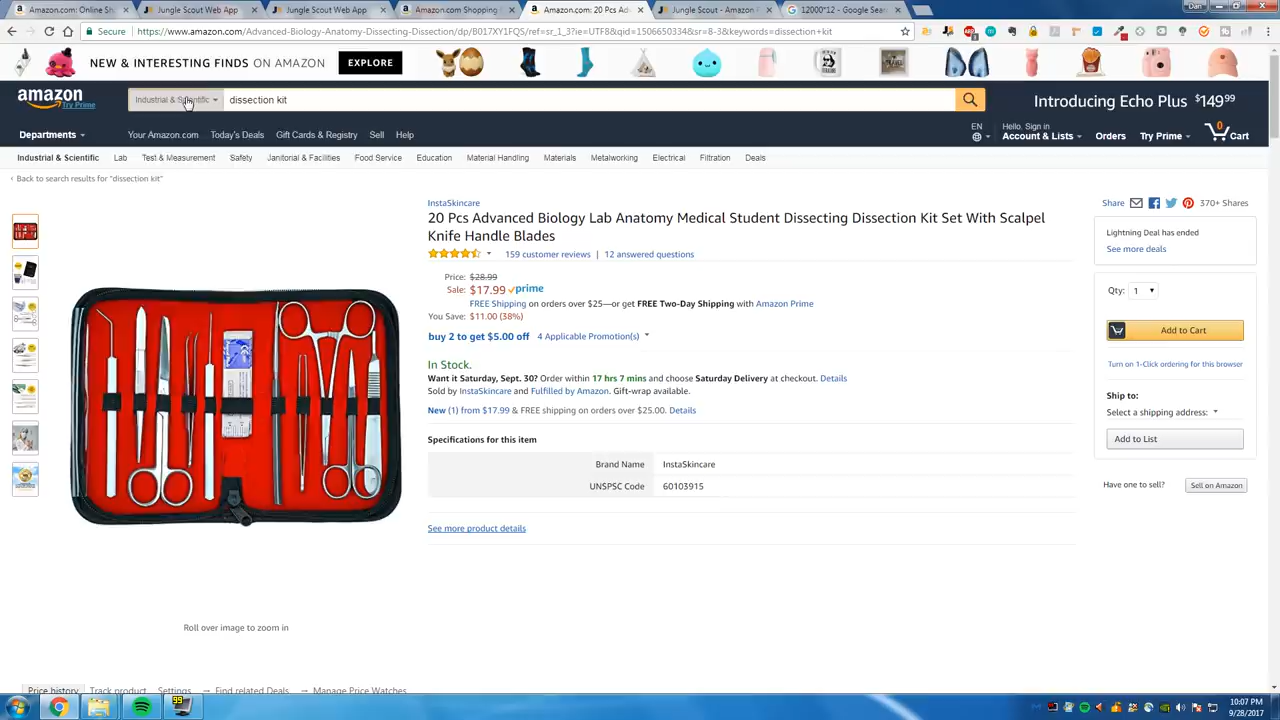 Amazon.com: Online Sh
Jungle Scout Web App
Jungle Scout Web App
Amazon.com Shopping
Amazon.com: 20 Pcs Ad
Jungle Scout - Amazon F
12000*12 - Google Sear
Dan
Secure
https://www.amazon.com/Advanced-Biology-Anatomy-Dissecting-Dissection/dp/B017XY1FQS/ref=sr_1_3?ie=UTF8&qid=1506650334&sr=8-3&keywords=dissection+kit
NEW & INTERESTING FINDS ON AMAZON
EXPLORE
amazon
Try Prime
Industrial & Scientific
dissection kit
Introducing Echo Plus $149.99
Departments
Your Amazon.com
Today's Deals
Gift Cards & Registry
Sell
Help
EN
Hello. Sign in
Account & Lists
Orders
Try Prime
0
Cart
Industrial & Scientific
Lab
Test & Measurement
Safety
Janitorial & Facilities
Food Service
Education
Material Handling
Materials
Metalworking
Electrical
Filtration
Deals
‹ Back to search results for "dissection kit"
InstaSkincare
20 Pcs Advanced Biology Lab Anatomy Medical Student Dissecting Dissection Kit Set With Scalpel
Knife Handle Blades
159 customer reviews | 12 answered questions
Price: $28.99
Sale: $17.99 prime
FREE Shipping on orders over $25—or get FREE Two-Day Shipping with Amazon Prime
You Save: $11.00 (38%)
buy 2 to get $5.00 off 4 Applicable Promotion(s)
In Stock.
Want it Saturday, Sept. 30? Order within 17 hrs 7 mins and choose Saturday Delivery at checkout. Details
Sold by InstaSkincare and Fulfilled by Amazon. Gift-wrap available.
New (1) from $17.99 & FREE shipping on orders over $25.00. Details
Specifications for this item
Brand Name InstaSkincare
UNSPSC Code 60103915
See more product details
Roll over image to zoom in
Share
370+ Shares
Lightning Deal has ended
See more deals
Qty: 1
Add to Cart
Turn on 1-Click ordering for this browser
Ship to:
Select a shipping address:
Add to List
Have one to sell?
Sell on Amazon
Price history
Track product
Settings
→ Find related Deals
→ Manage Price Watches
10:07 PM
9/28/2017